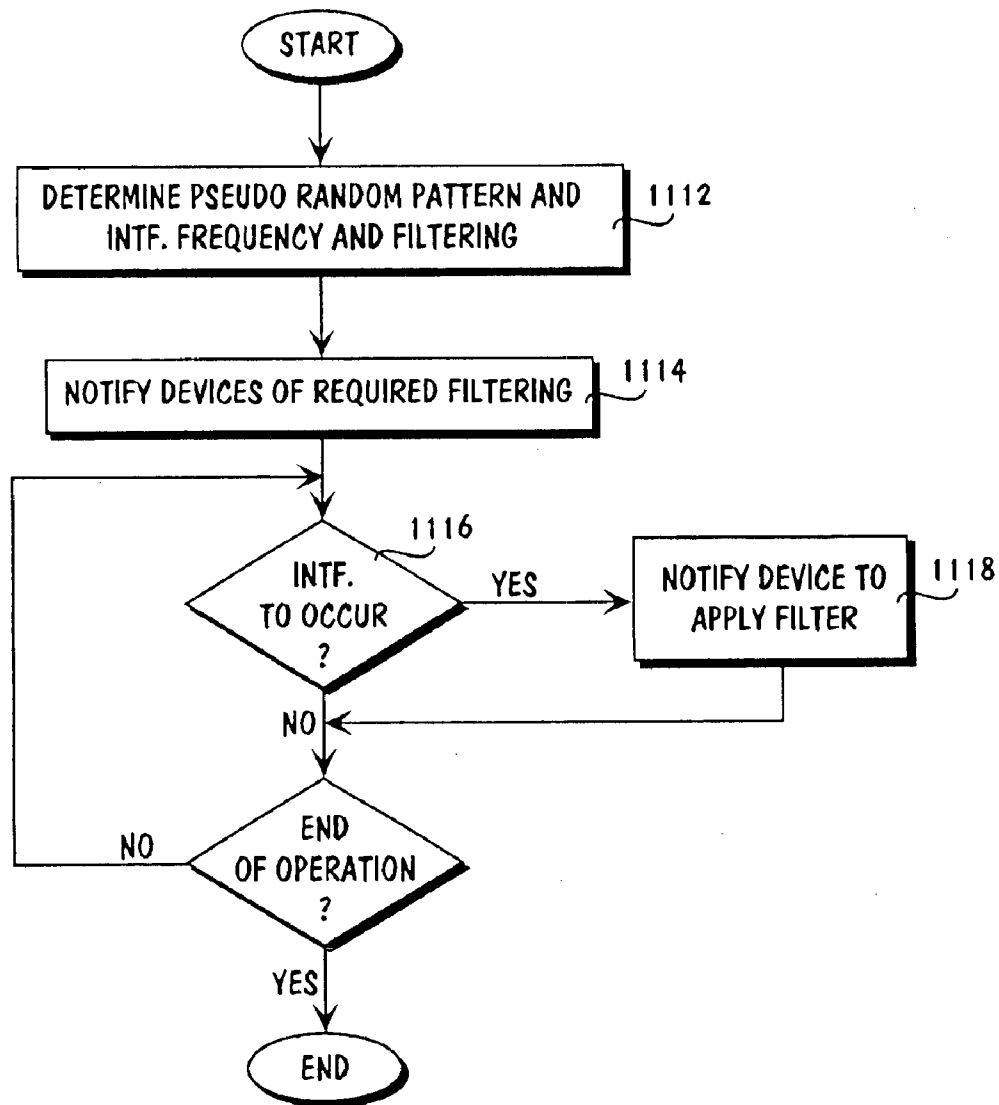 START
DETERMINE PSEUDO RANDOM PATTERN AND
INTF. FREQUENCY AND FILTERING
1112
NOTIFY DEVICES OF REQUIRED FILTERING
1114
1116
INTF.
TO OCCUR
?
YES
NOTIFY DEVICE TO
APPLY FILTER
1118
NO
END
OF OPERATION
?
NO
YES
END